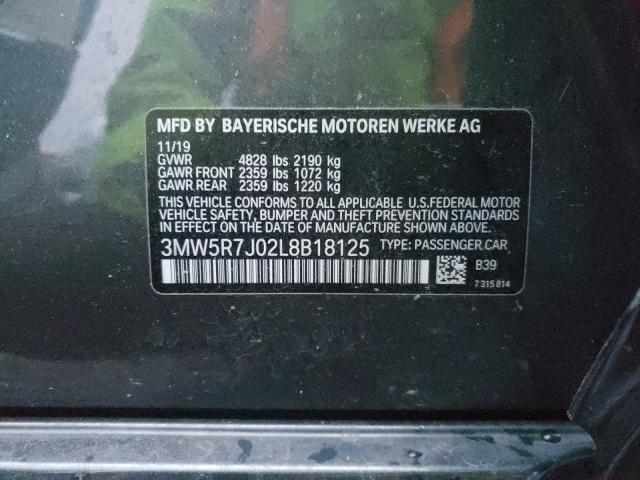 MFD BY BAYERISCHE MOTOREN WERKE AG
11/19
GVWR 4828 lbs 2190 kg
GAWR FRONT 2359 lbs 1072 kg
GAWR REAR 2359 lbs 1220 kg
THIS VEHICLE CONFORMS TO ALL APPLICABLE U.S.FEDERAL MOTOR
VEHICLE SAFETY, BUMPER AND THEFT PREVENTION STANDARDS
IN EFFECT ON THE DATE OF MANUFACTURE SHOWN ABOVE.
3MW5R7J02L8B18125 TYPE: PASSENGER CAR
B39
7315814